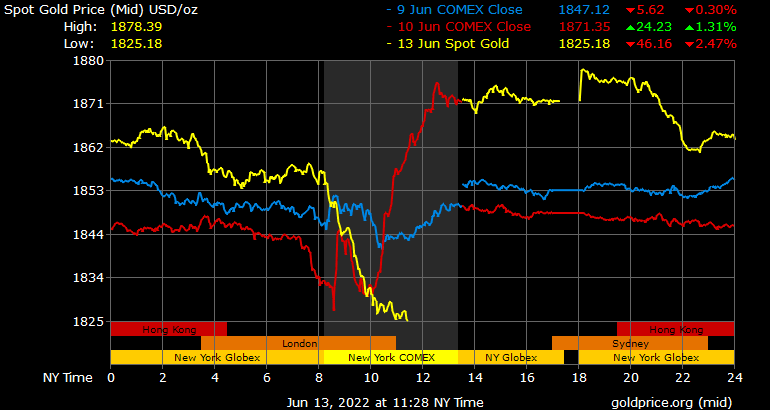 Spot Gold Price (Mid) USD/oz - 9 Jun COMEX Close 1847.12 ▼5.62 ▼0.30%
High: 1878.39 - 10 Jun COMEX Close 1871.35 ▲24.23 ▲1.31%
Low: 1825.18 - 13 Jun Spot Gold 1825.18 ▼46.16 ▼2.47%
1880
1871
1862
1853
1844
1834
1825
Hong Kong Hong Kong
London Sydney
New York Globex New York COMEX NY Globex New York Globex
NY Time 0 2 4 6 8 10 12 14 16 18 20 22 24
Jun 13, 2022 at 11:28 NY Time goldprice.org (mid)